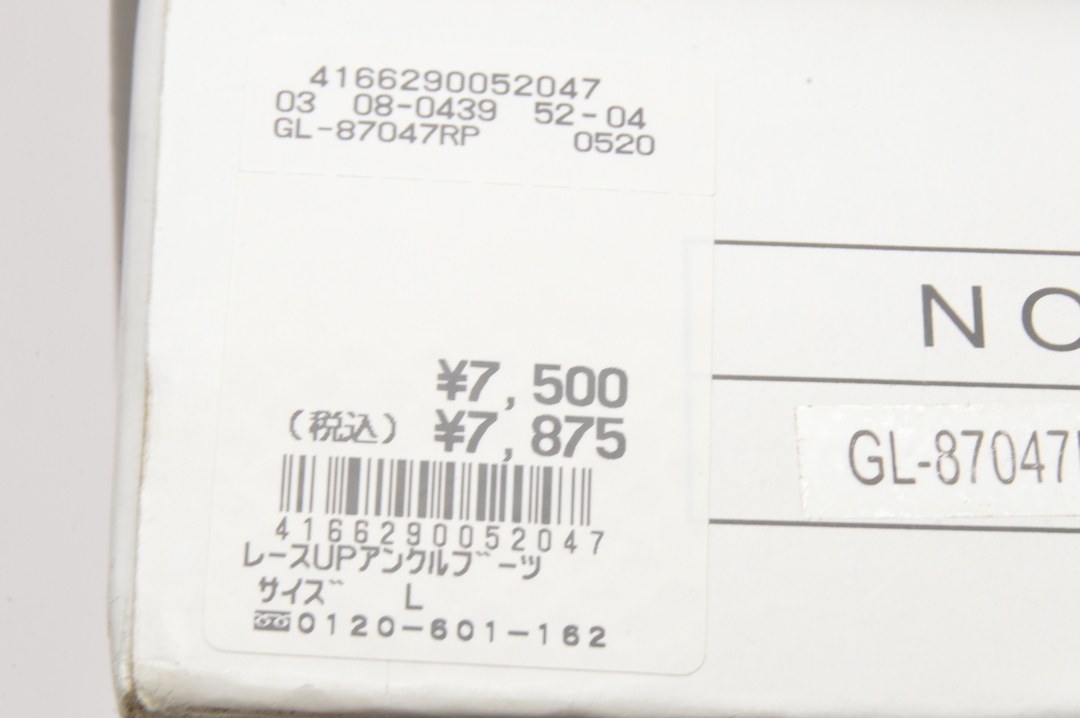 4166290052047
03 08-0439 52-04
GL-87047RP 0520
¥7,500
(税込) ¥7,875
4166290052047
レースUPアンクルブーツ
サイズ L
0120-601-162
NO
GL-87047